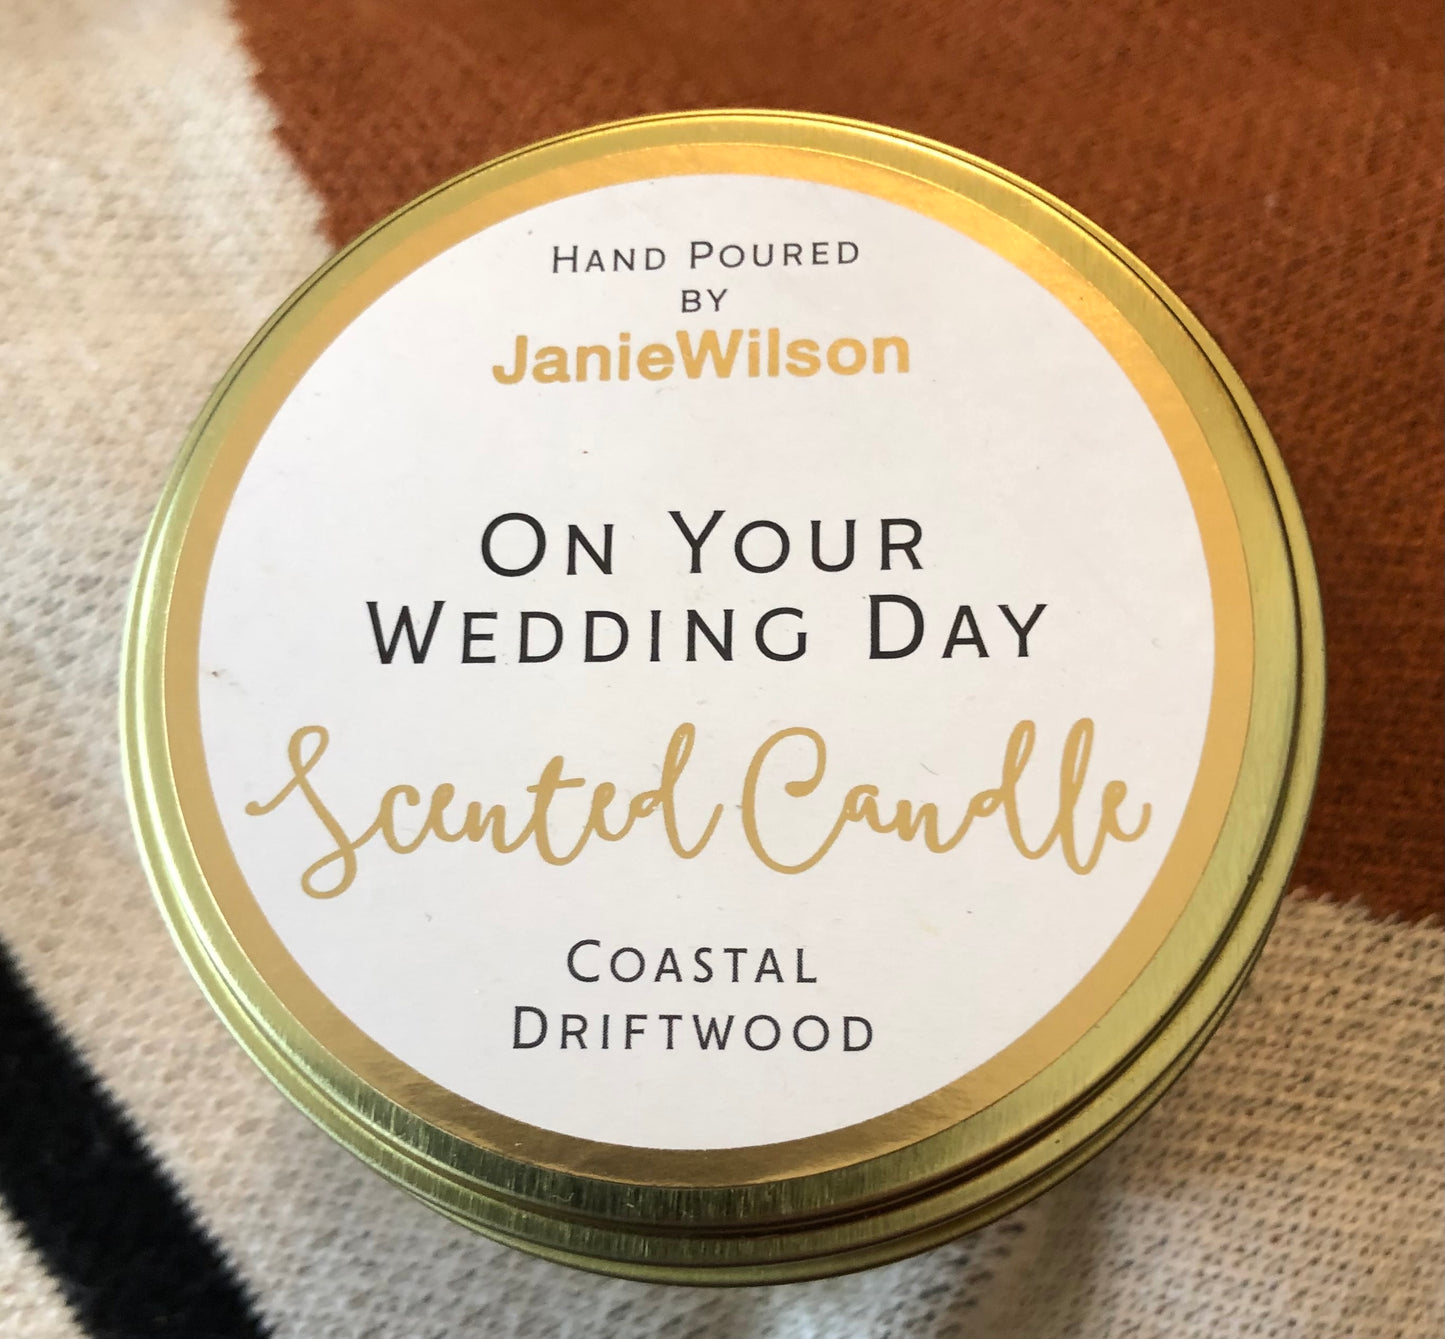 Hand Poured
by
JanieWilson
On Your
Wedding Day
Scented Candle
Coastal
Driftwood